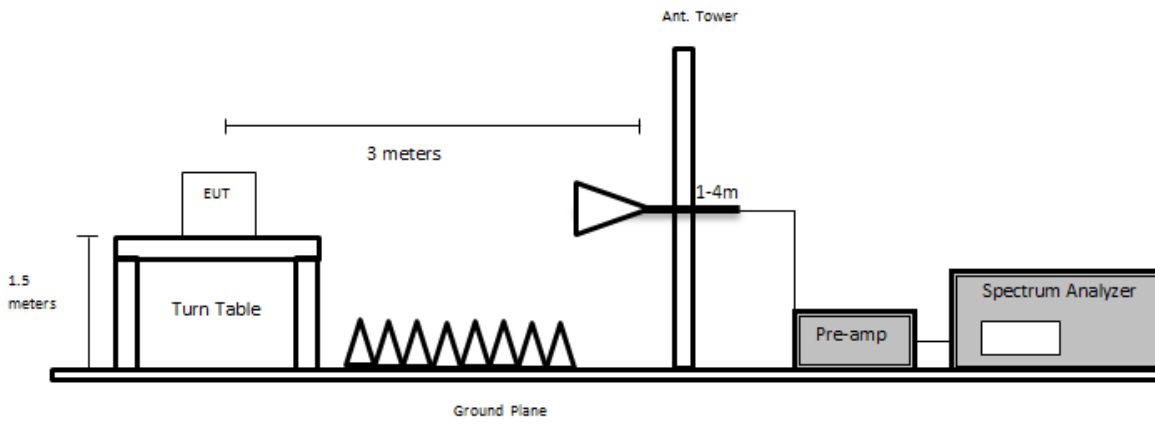 Ant. Tower
3 meters
EUT
1-4m
1.5
meters
Turn Table
Spectrum Analyzer
Pre-amp
Ground Plane